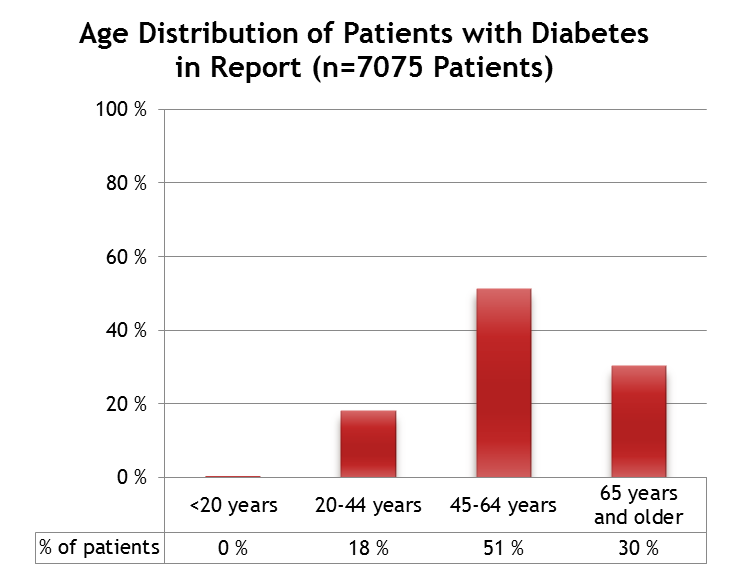 Age Distribution of Patients with Diabetes
in Report (n=7075 Patients)
100 %
80 %
60 %
40 %
20 %
0 %
<20 years
20-44 years
45-64 years
65 years
and older
% of patients
0 %
18 %
51 %
30 %